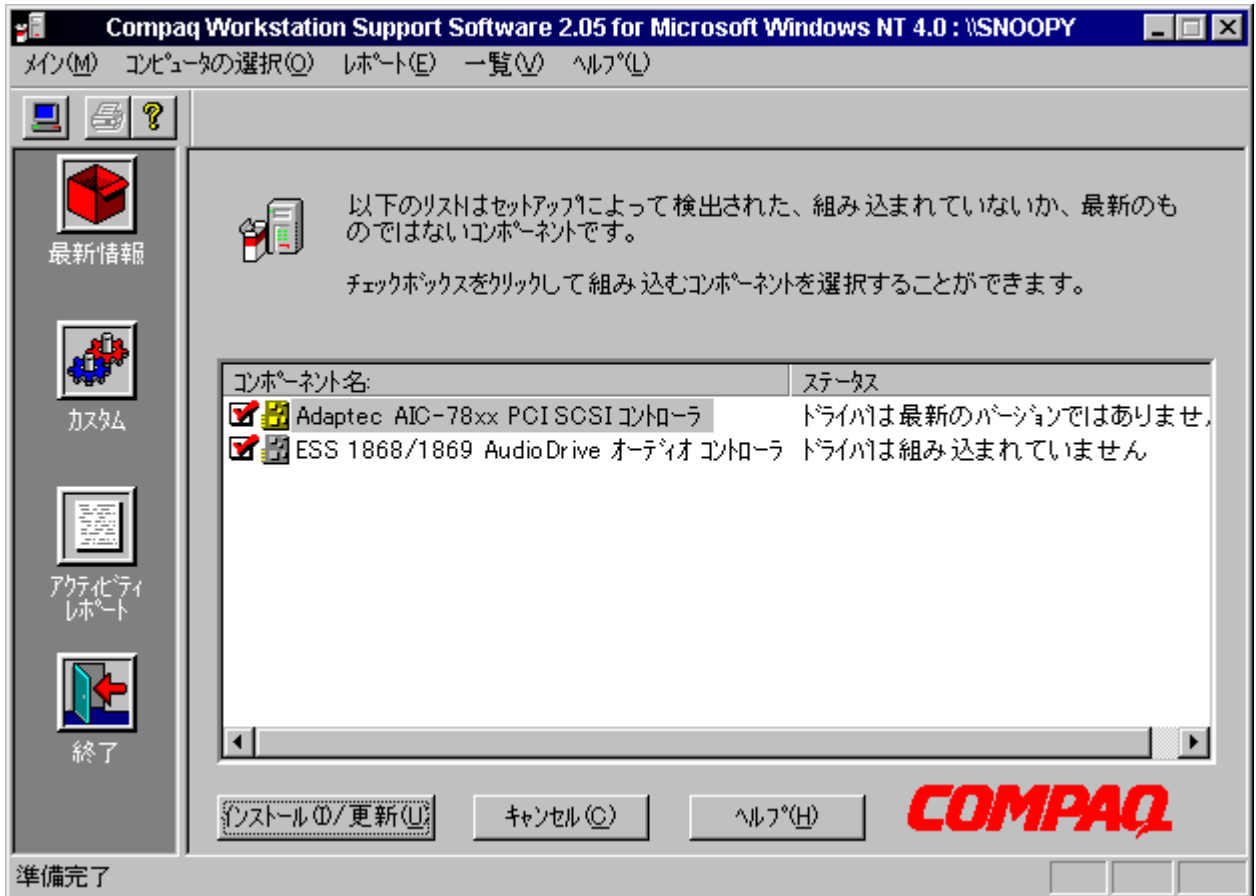 Compaq Workstation Support Software 2.05 for Microsoft Windows NT 4.0 : \\SNOOPY
メイン(M) コンピュータの選択(O) レポート(E) 一覧(V) ヘルプ(L)
最新情報
カスタム
アクティビティ
レポート
終了
以下のリストはセットアップによって検出された、組み込まれていないか、最新のも
のではないコンポーネントです。
チェックボックスをクリックして組み込むコンポーネントを選択することができます。
コンポーネント名: ステータス
Adaptec AIC-78xx PCI SCSI コントローラ ドライバは最新のバージョンではありませ
ESS 1868/1869 AudioDrive オーディオ コントローラ ドライバは組み込まれていません
インストール(I)/更新(U) キャンセル(C) ヘルプ(H) COMPAQ
準備完了